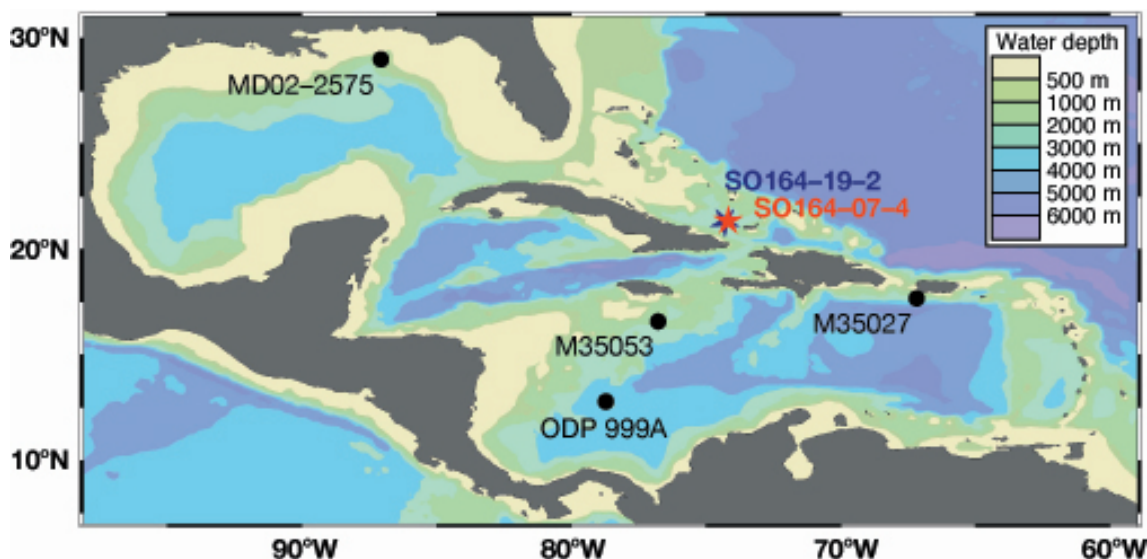 30°N
20°N
10°N
MD02–2575
SO164–19–2
SO164–07–4
M35053
M35027
ODP 999A
Water depth
500 m
1000 m
2000 m
3000 m
4000 m
5000 m
6000 m
90°W
80°W
70°W
60°W